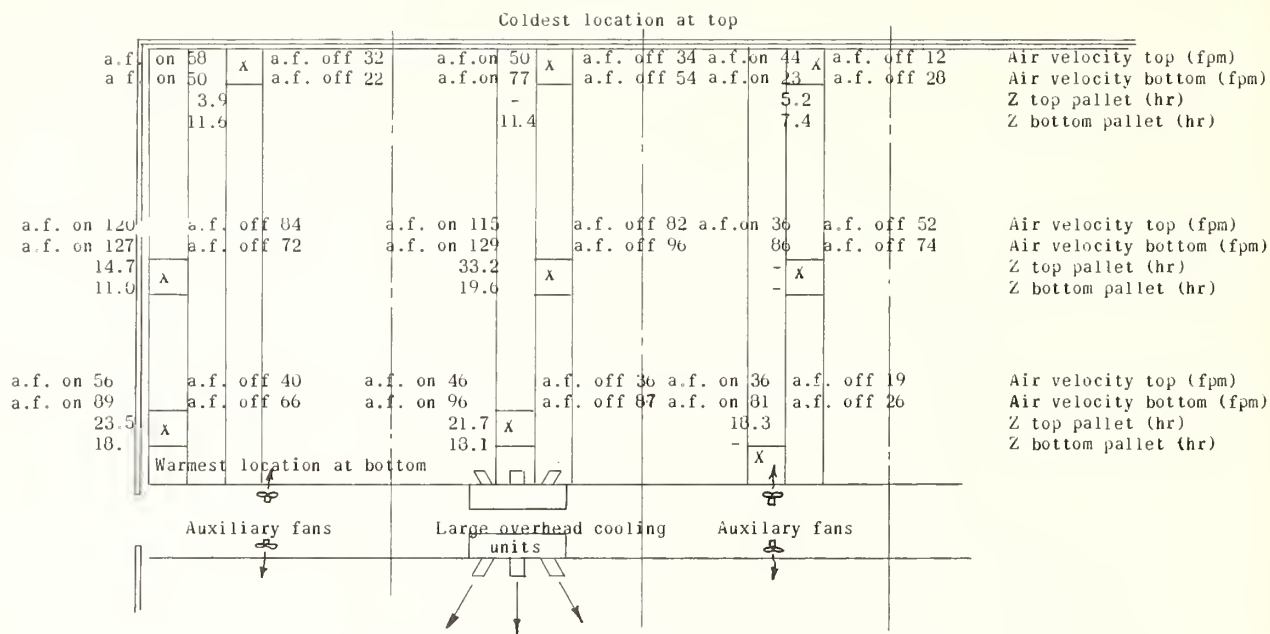 Coldest location at top
a.f. on 58 X a.f. off 32 a.f.on 50 X a.f. off 34 a.f.on 44 X a.f. off 12 Air velocity top (fpm)
a f on 50 a.f. off 22 a.f.on 77 a.f. off 54 a.f.on 23 a.f. off 28 Air velocity bottom (fpm)
3.9 - 5.2 Z top pallet (hr)
11.6 11.4 7.4 Z bottom pallet (hr)
a.f. on 120 a.f. off 84 a.f. on 115 a.f. off 82 a.f.on 36 a.f. off 52 Air velocity top (fpm)
a.f. on 127 a.f. off 72 a.f. on 129 a.f. off 96 86 a.f. off 74 Air velocity bottom (fpm)
14.7 33.2 - Z top pallet (hr)
11.0 X 19.6 X - X Z bottom pallet (hr)
a.f. on 56 a.f. off 40 a.f. on 46 a.f. off 36 a.f. on 36 a.f. off 19 Air velocity top (fpm)
a.f. on 89 a.f. off 66 a.f. on 96 a.f. off 87 a.f. on 81 a.f. off 26 Air velocity bottom (fpm)
23.5 X 21.7 X 18.3 Z top pallet (hr)
18. 13.1 - Z bottom pallet (hr)
X
Warmest location at bottom
Auxiliary fans Large overhead cooling Auxilary fans
units